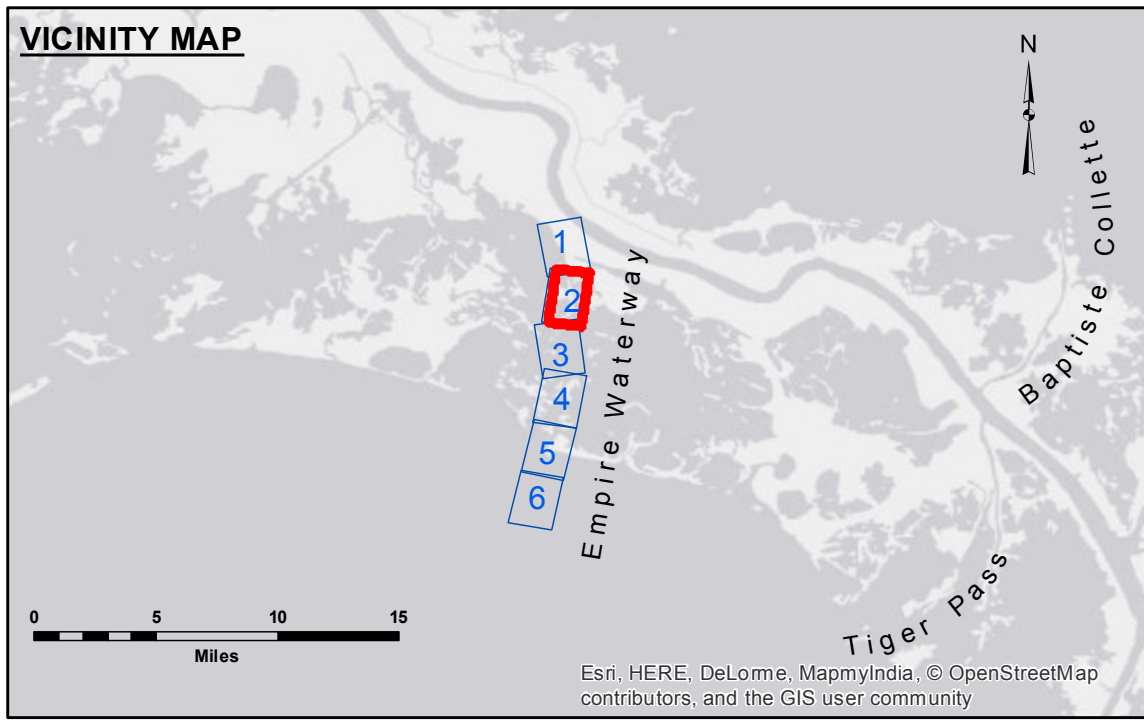 VICINITY MAP
N
Baptiste Collette
1
2
3
4
5
6
Empire Waterway
Tiger Pass
0 5 10 15
Miles
Esri, HERE, DeLorme, MapmyIndia, © OpenStreetMap
contributors, and the GIS user community